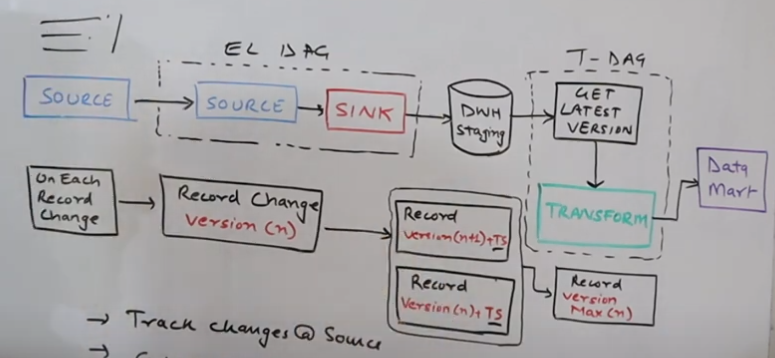 EL DAG
T-DAG
SOURCE
SOURCE
SINK
DWH
Staging
GET
LATEST
VERSION
TRANSFORM
Data
Mart
On Each
Record
Change
Record Change
Version (n)
Record
Version(n+1)+TS
Record
Version(n)+TS
Record
Version
Max(n)
→ Track changes @ Source
→